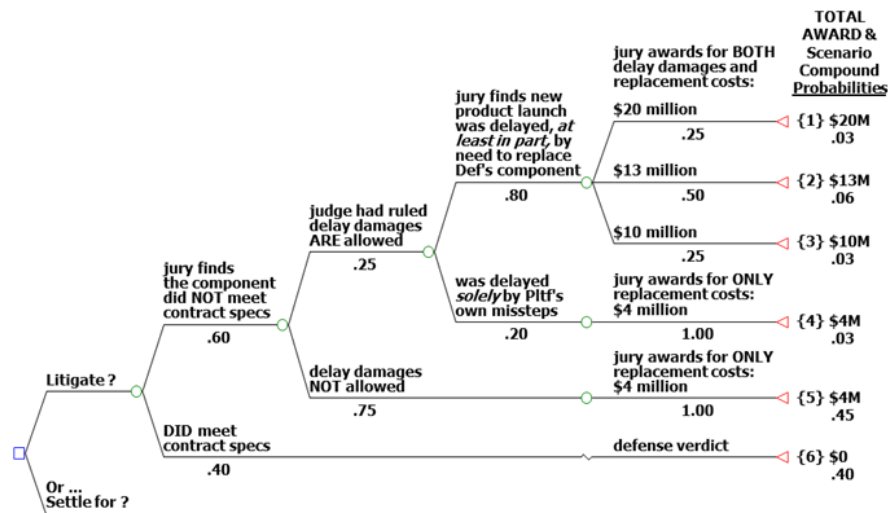 TOTAL
AWARD &
Scenario
Compound
Probabilities
jury awards for BOTH
delay damages and
replacement costs:
jury finds new
product launch
was delayed, at
least in part, by
need to replace
Def's component
.80
$20 million
.25
{1} $20M
.03
$13 million
.50
{2} $13M
.06
$10 million
.25
{3} $10M
.03
judge had ruled
delay damages
ARE allowed
.25
was delayed
solely by Pltf's
own missteps
.20
jury awards for ONLY
replacement costs:
$4 million
1.00
{4} $4M
.03
jury finds
the component
did NOT meet
contract specs
.60
delay damages
NOT allowed
.75
jury awards for ONLY
replacement costs:
$4 million
1.00
{5} $4M
.45
Litigate ?
DID meet
contract specs
.40
defense verdict
{6} $0
.40
Or ...
Settle for ?